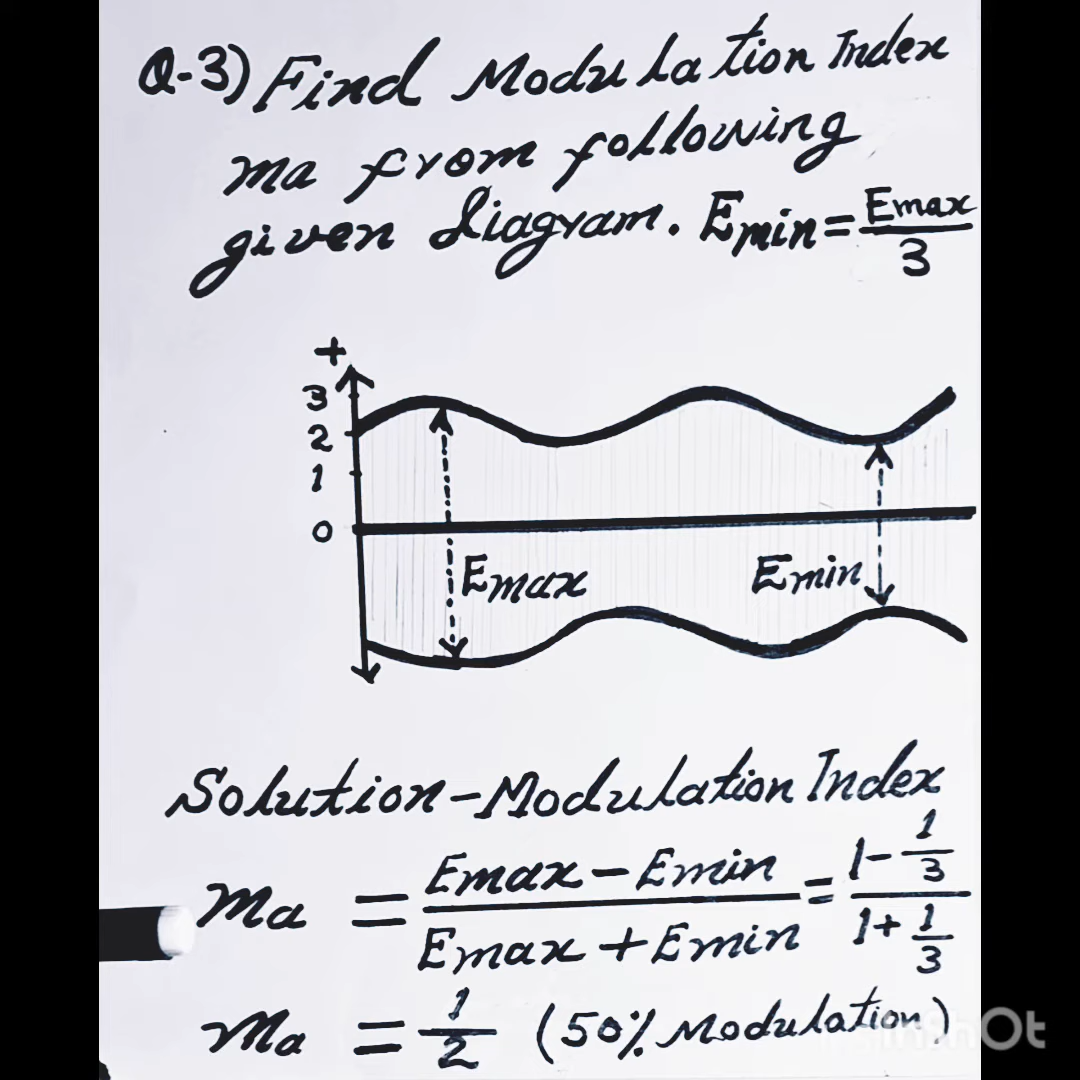 Q-3) Find Modulation Index
ma from following
given diagram. Emin = Emax/3
+
3
2
1
0
Emax
Emin
Solution - Modulation Index
Ma = (Emax - Emin)/(Emax + Emin) = (1 - 1/3)/(1 + 1/3)
Ma = 1/2 (50% Modulation)
InShOt